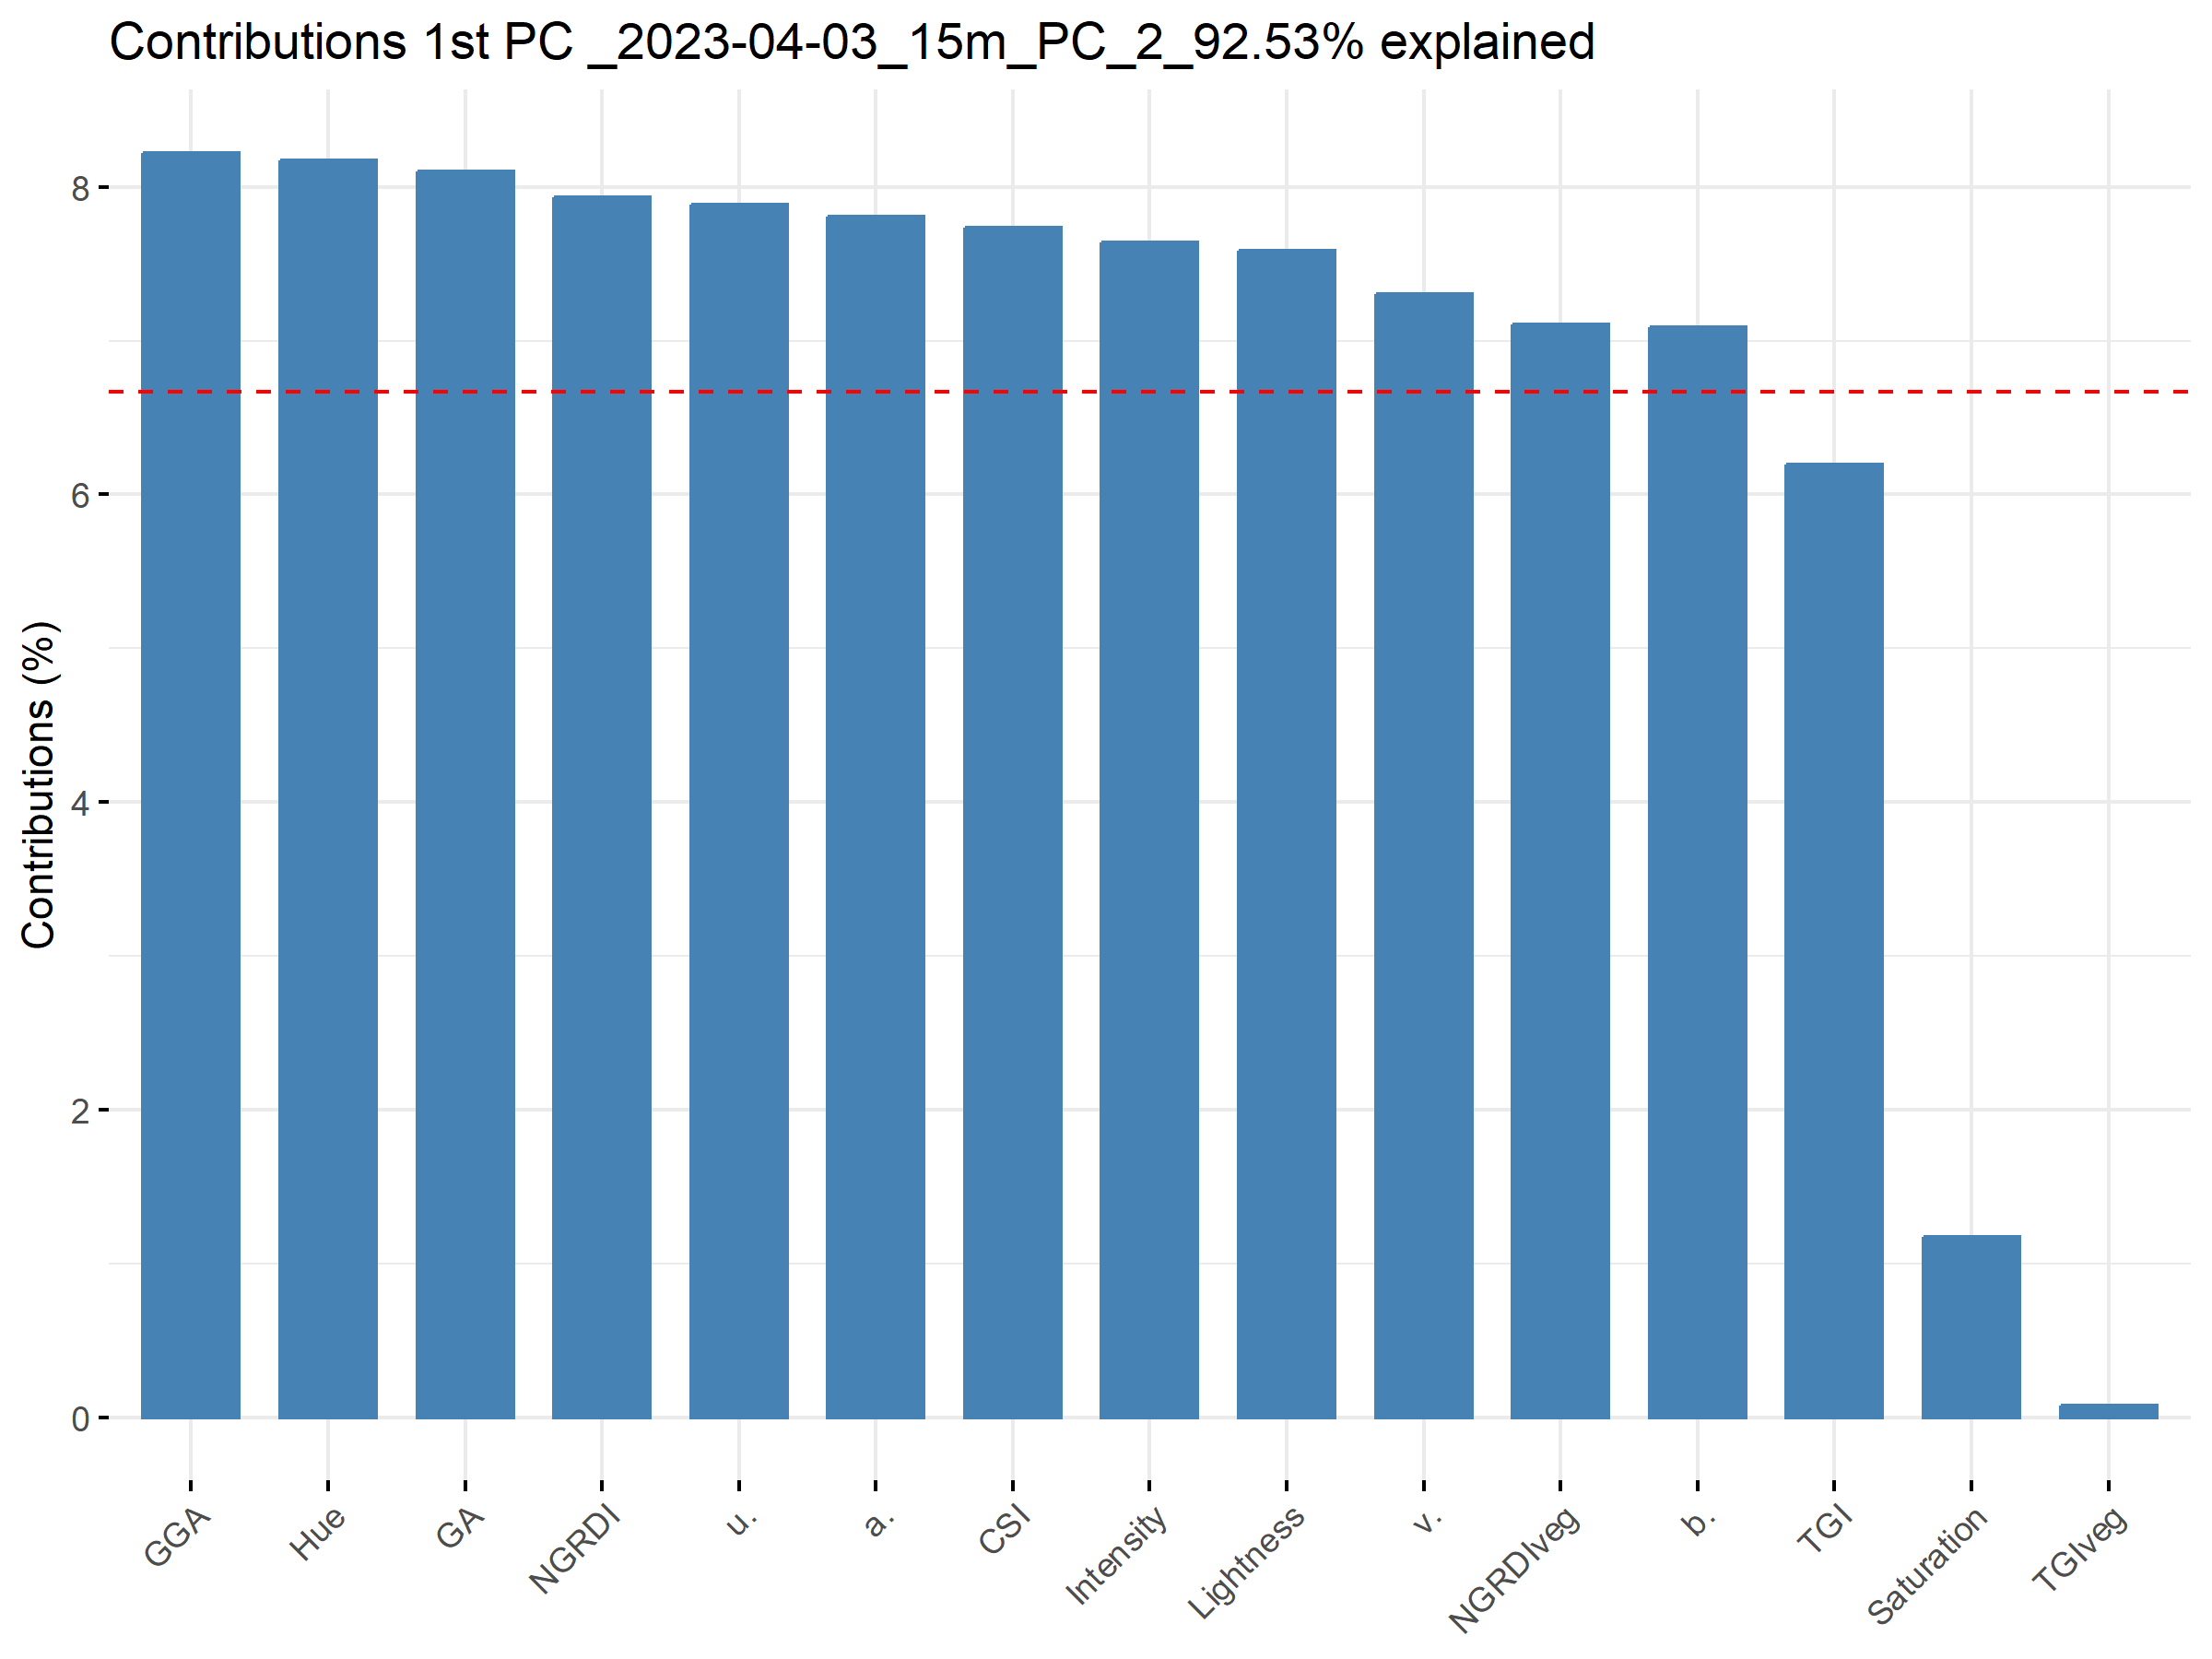 Contributions 1st PC _2023-04-03_15m_PC_2_92.53% explained
Contributions (%)
8
6
4
2
0
GGA
Hue
GA
NGRDI
u.
a.
CSI
Intensity
Lightness
v.
NGRDIveg
b.
TGI
Saturation
TGIveg